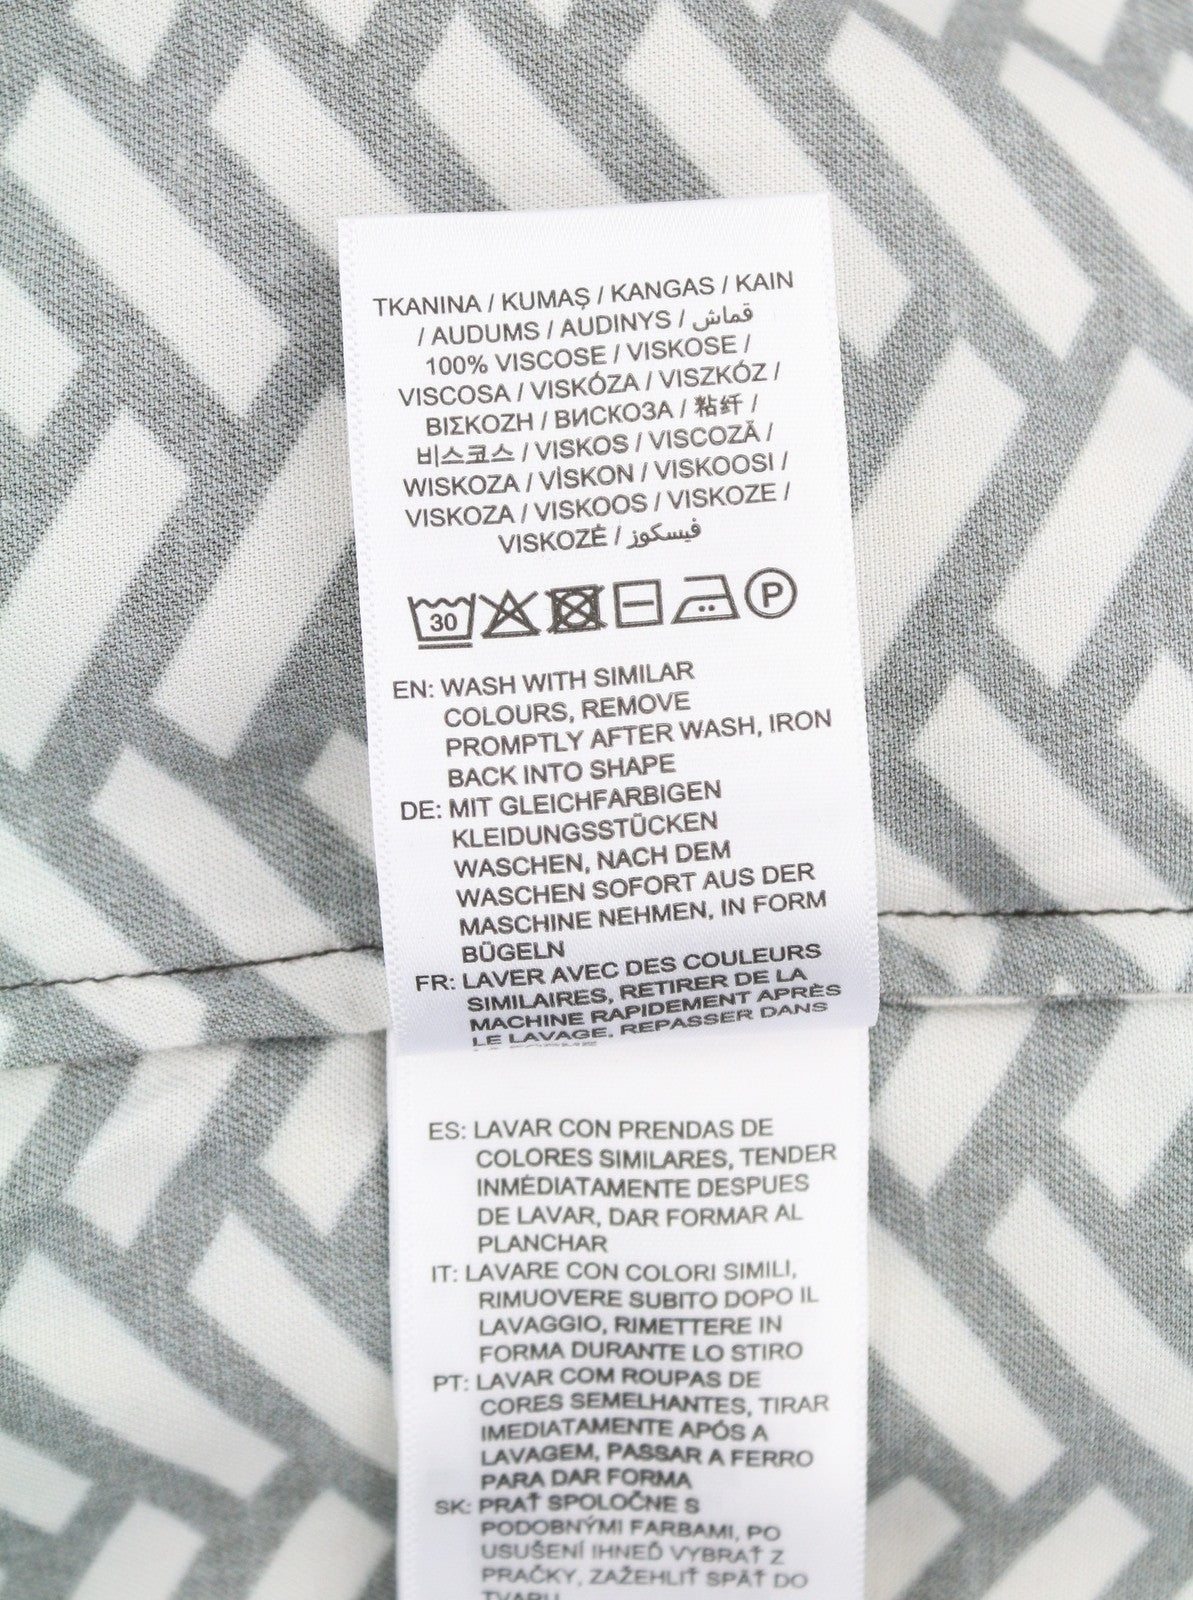 TKANINA / KUMAŞ / KANGAS / KAIN
/ AUDUMS / AUDINYS / قماش
100% VISCOSE / VISKOSE /
VISCOSA / VISKÓZA / VISZKÓZ /
ΒΙΣΚΟΖΗ / ВИСКОЗА / 粘纤 /
비스코스 / VISKOS / VISCOZĂ /
WISKOZA / VİSKON / VISKOOSI /
VISKOZA / VISKOOS / VISKOZE /
VISKOZĖ / فيسكوز
30 P
EN: WASH WITH SIMILAR
COLOURS, REMOVE
PROMPTLY AFTER WASH, IRON
BACK INTO SHAPE
DE: MIT GLEICHFARBIGEN
KLEIDUNGSSTÜCKEN
WASCHEN, NACH DEM
WASCHEN SOFORT AUS DER
MASCHINE NEHMEN, IN FORM
BÜGELN
FR: LAVER AVEC DES COULEURS
SIMILAIRES, RETIRER DE LA
MACHINE RAPIDEMENT APRÈS
LE LAVAGE, REPASSER DANS
ES: LAVAR CON PRENDAS DE
COLORES SIMILARES, TENDER
INMEDIATAMENTE DESPUES
DE LAVAR, DAR FORMAR AL
PLANCHAR
IT: LAVARE CON COLORI SIMILI,
RIMUOVERE SUBITO DOPO IL
LAVAGGIO, RIMETTERE IN
FORMA DURANTE LO STIRO
PT: LAVAR COM ROUPAS DE
CORES SEMELHANTES, TIRAR
IMEDIATAMENTE APÓS A
LAVAGEM, PASSAR A FERRO
PARA DAR FORMA
SK: PRAŤ SPOLOČNE S
PODOBNÝMI FARBAMI, PO
USUŠENÍ IHNEĎ VYBRAŤ Z
PRAČKY, ZAŽEHLIŤ SPÄŤ DO
TVARU